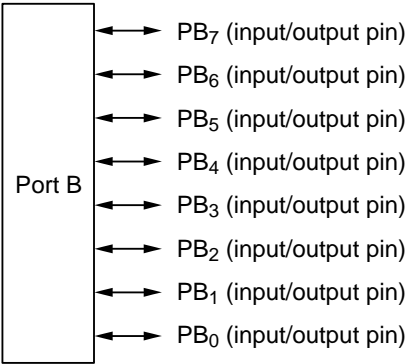 PB7 (input/output pin)
PB6 (input/output pin)
PB5 (input/output pin)
PB4 (input/output pin)
Port B
PB3 (input/output pin)
PB2 (input/output pin)
PB1 (input/output pin)
PB0 (input/output pin)